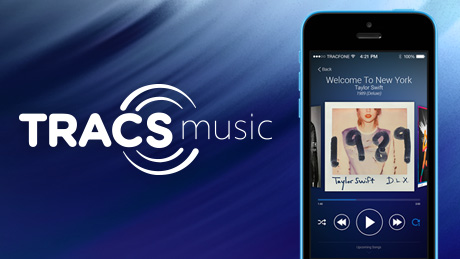 TRACS music
TRACFONE 4:21 PM 100%
Back
Welcome To New York
Taylor Swift
1989 (Deluxe)
1989
Taylor Swift DLX
Upcoming Songs